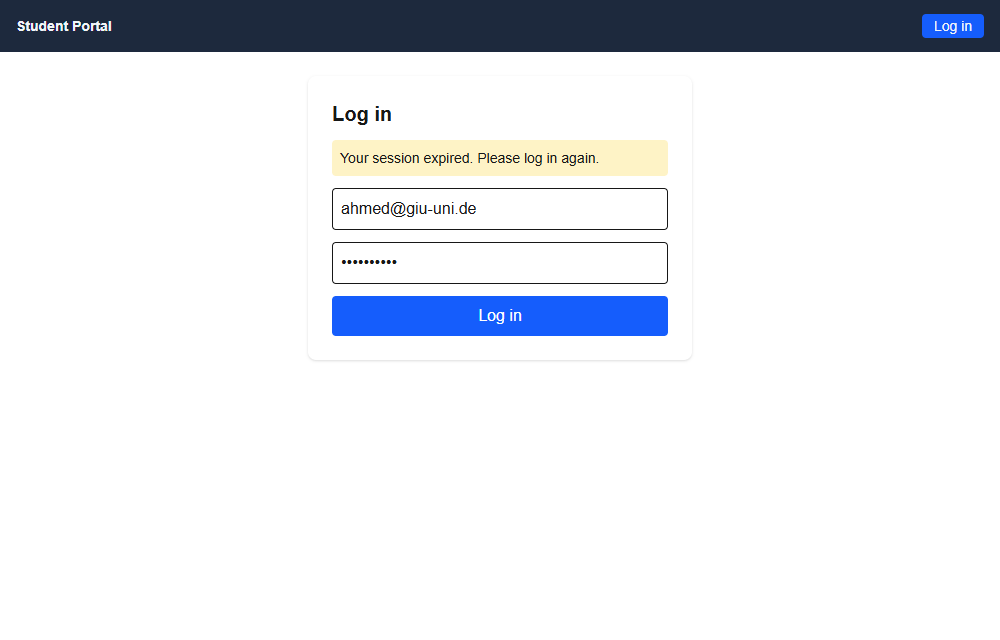 Student Portal
Log in
Log in
Your session expired. Please log in again.
ahmed@giu-uni.de
••••••••••
Log in